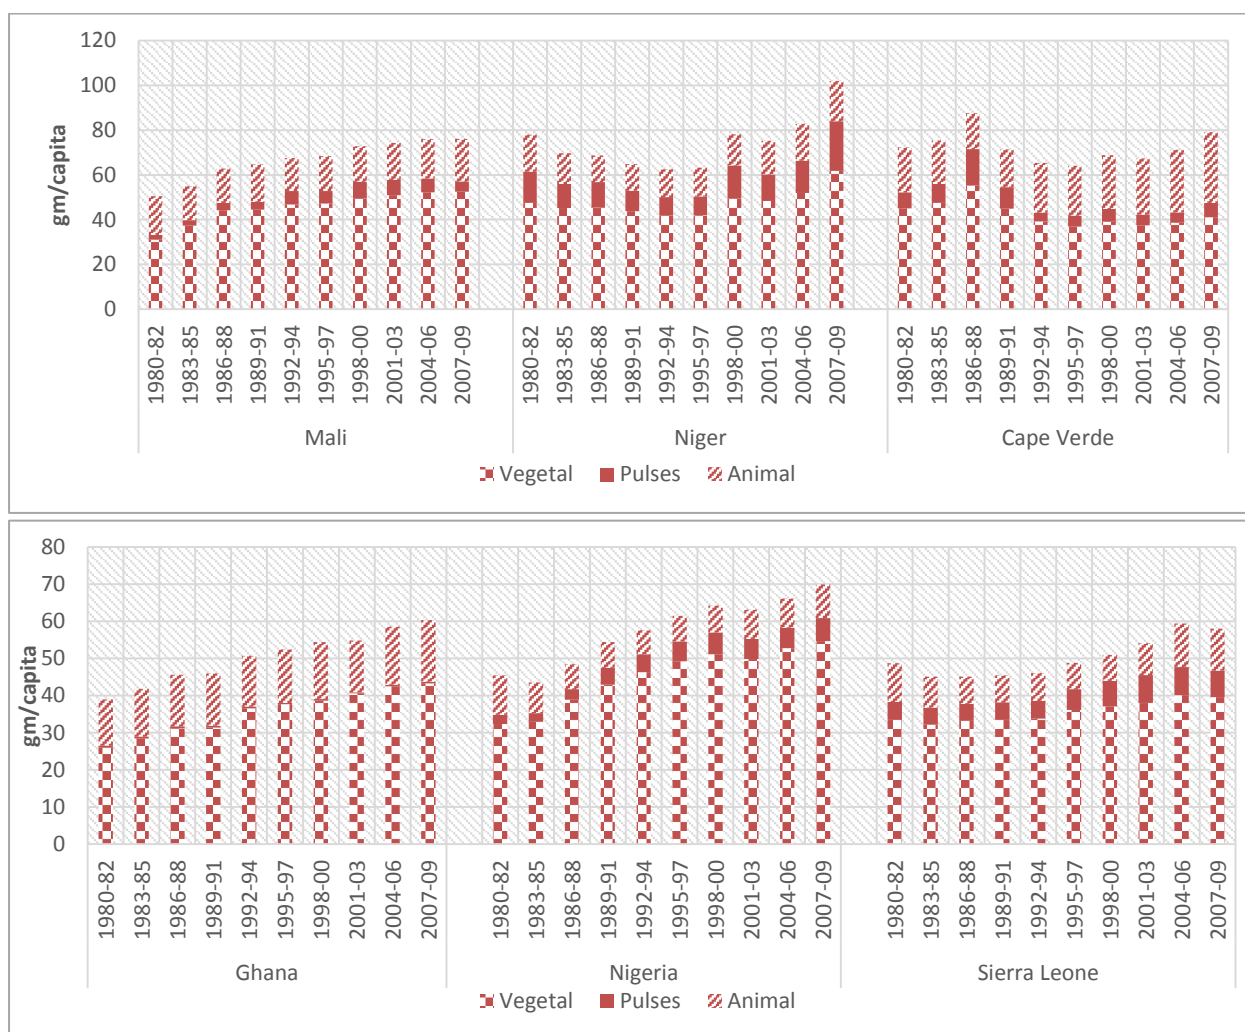 120
100
80
60
40
20
0
gm/capita
1980-82 1983-85 1986-88 1989-91 1992-94 1995-97 1998-00 2001-03 2004-06 2007-09 1980-82 1983-85 1986-88 1989-91 1992-94 1995-97 1998-00 2001-03 2004-06 2007-09 1980-82 1983-85 1986-88 1989-91 1992-94 1995-97 1998-00 2001-03 2004-06 2007-09
Mali Niger Cape Verde
Vegetal Pulses Animal
80
70
60
50
40
30
20
10
0
gm/capita
1980-82 1983-85 1986-88 1989-91 1992-94 1995-97 1998-00 2001-03 2004-06 2007-09 1980-82 1983-85 1986-88 1989-91 1992-94 1995-97 1998-00 2001-03 2004-06 2007-09 1980-82 1983-85 1986-88 1989-91 1992-94 1995-97 1998-00 2001-03 2004-06 2007-09
Ghana Nigeria Sierra Leone
Vegetal Pulses Animal